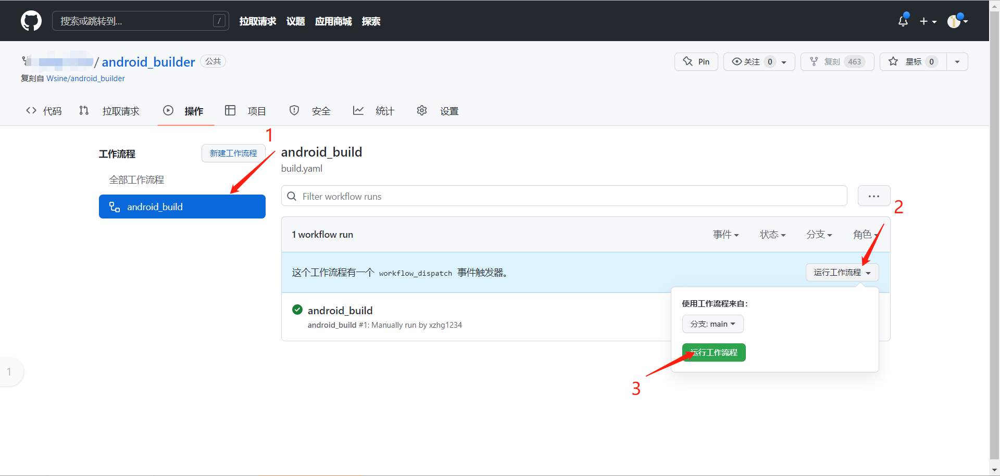 搜索或跳转到...
/
拉取请求 议题 应用商城 探索
/ android_builder 公共
Pin
关注 0
复刻 463
星标 0
复刻自 Wsine/android_builder
代码 拉取请求 操作 项目 安全 统计 设置
1
工作流程
新建工作流程
全部工作流程
android_build
android_build
build.yaml
Filter workflow runs
...
2
1 workflow run
事件 状态 分支 角色
这个工作流程有一个 workflow_dispatch 事件触发器。
运行工作流程
使用工作流程来自:
分支: main
运行工作流程
android_build
android_build #1: Manually run by xzhg1234
3
1